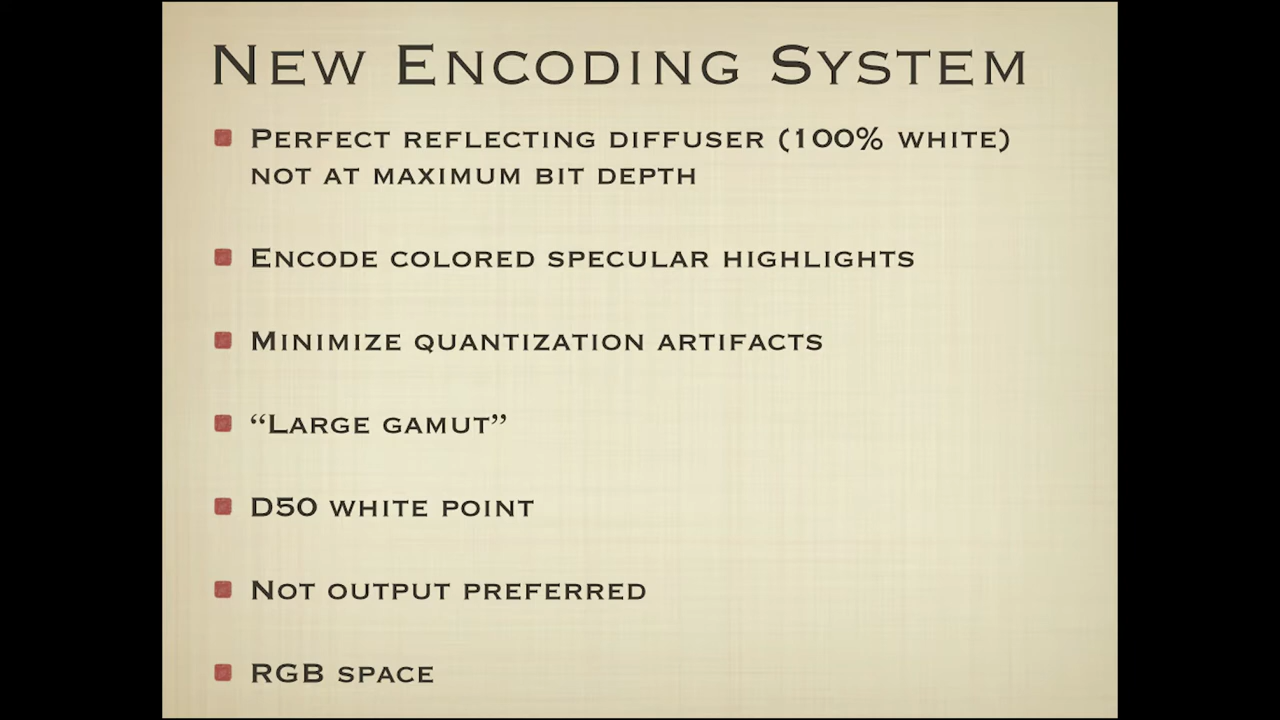 New Encoding System
Perfect reflecting diffuser (100% white)
not at maximum bit depth
Encode colored specular highlights
Minimize quantization artifacts
“Large gamut”
D50 white point
Not output preferred
RGB space